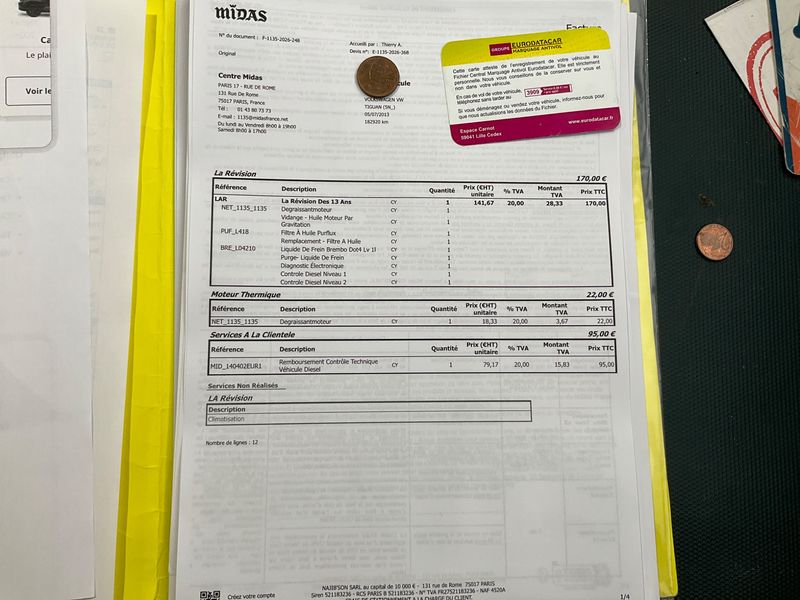 Ca
Le plai
Voir le
MIDAS
Facture
N° du document : F-1135-2026-248
Accueilli par : Thierry A.
Original
Devis n°: E-1135-2026-368
Centre Midas
PARIS 17 - RUE DE ROME
131 Rue De Rome
75017 PARIS, France
Tél : 01 43 80 73 73
E-mail : 1135@midasfrance.net
Du lundi au Vendredi 8h00 à 19h00
Samedi 8h00 à 17h00
VOLKSWAGEN VW
TIGUAN (5N_)
05/07/2013
182920 km
GROUPE EURODATACAR
MARQUAGE ANTIVOL
Cette carte atteste de l'enregistrement de votre véhicule au
Fichier Central Marquage Antivol Eurodatacar. Elle est strictement
personnelle. Nous vous conseillons de la conserver sur vous et
non dans votre véhicule.
En cas de vol de votre véhicule,
Téléphonez sans tarder au 3909
Si vous déménagez ou vendez votre véhicule, informez-nous pour
que nous actualisions les données du Fichier.
Espace Carnot
59041 Lille Cedex
www.eurodatacar.fr
La Révision 170,00 €
Référence Description Quantité Prix (€HT) unitaire % TVA Montant TVA Prix TTC
LAR La Révision Des 13 Ans CY 1 141,67 20,00 28,33 170,00
NET_1135_1135 Degraissantmoteur CY 1
Vidange - Huile Moteur Par
Gravitation CY 1
PUF_L418 Filtre À Huile Purflux CY 1
Remplacement - Filtre A Huile CY 1
BRE_L04210 Liquide De Frein Brembo Dot4 Lv 1l CY 1
Purge- Liquide De Frein CY 1
Diagnostic Électronique CY 1
Controle Diesel Niveau 1 CY 1
Controle Diesel Niveau 2 CY 1
Moteur Thermique 22,00 €
Référence Description Quantité Prix (€HT) unitaire % TVA Montant TVA Prix TTC
NET_1135_1135 Degraissantmoteur CY 1 18,33 20,00 3,67 22,00
Services A La Clientele 95,00 €
Référence Description Quantité Prix (€HT) unitaire % TVA Montant TVA Prix TTC
MID_140402EUR1 Remboursement Contrôle Technique
Véhicule Diesel CY 1 79,17 20,00 15,83 95,00
Services Non Réalisés
LA Révision
Description
Climatisation
Nombre de lignes : 12
Créez votre compte
NAJIB'SON SARL au capital de 10 000 € - 131 rue de Rome 75017 PARIS
Siren 521183236 - RCS PARIS B 521183236 - N° TVA FR27521183236 - NAF 4520A
FRAIS DE STATIONNEMENT A LA CHARGE DU CLIENT.
1/4